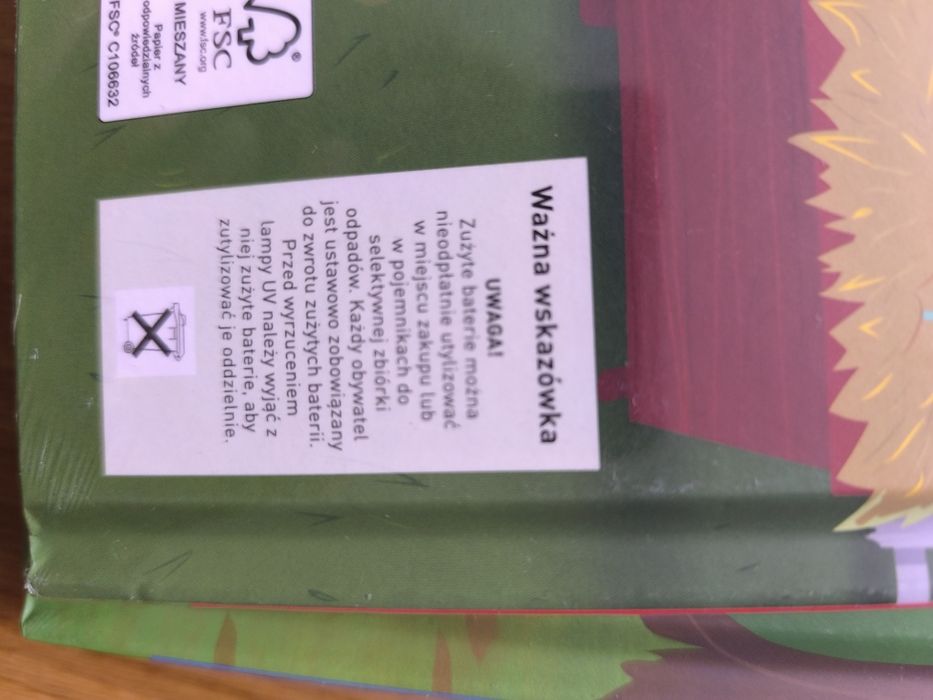 FSC
www.fsc.org
MIESZANY
Papier z
odpowiedzialnych
źródeł
FSC® C106632
Ważna wskazówka
UWAGA!
Zużyte baterie można
nieodpłatnie utylizować
w miejscu zakupu lub
w pojemnikach do
selektywnej zbiórki
odpadów. Każdy obywatel
jest ustawowo zobowiązany
do zwrotu zużytych baterii.
Przed wyrzuceniem
lampy UV należy wyjąć z
niej zużyte baterie, aby
zutylizować je oddzielnie.